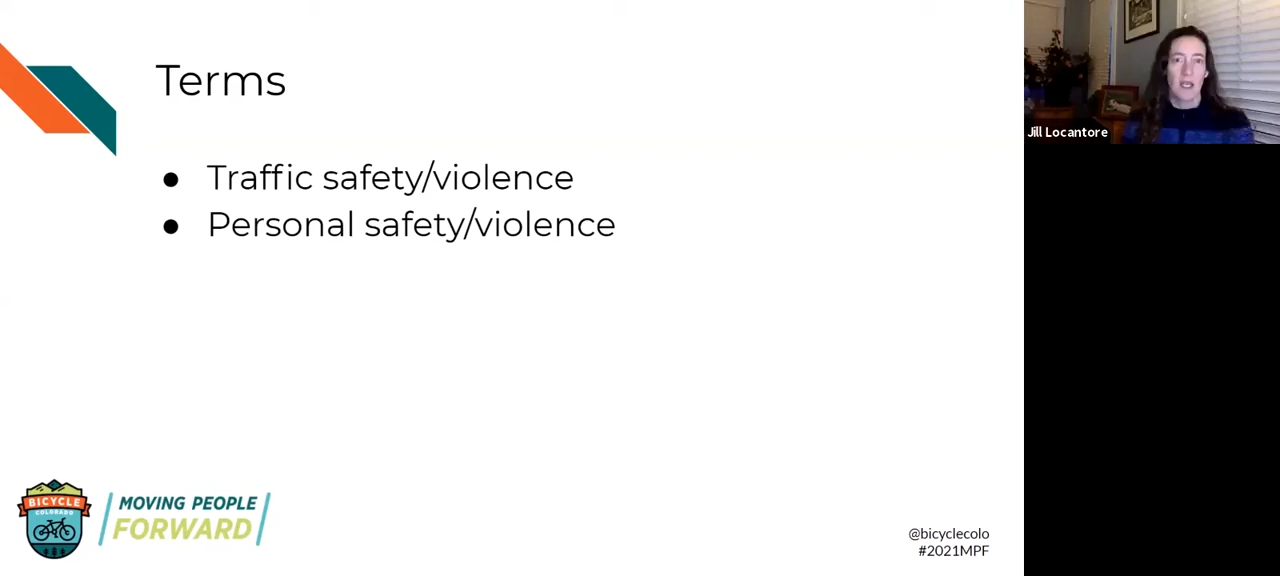 Terms
● Traffic safety/violence
● Personal safety/violence
Jill Locantore
BICYCLE
COLORADO
MOVING PEOPLE
FORWARD
@bicyclecolo
#2021MPF